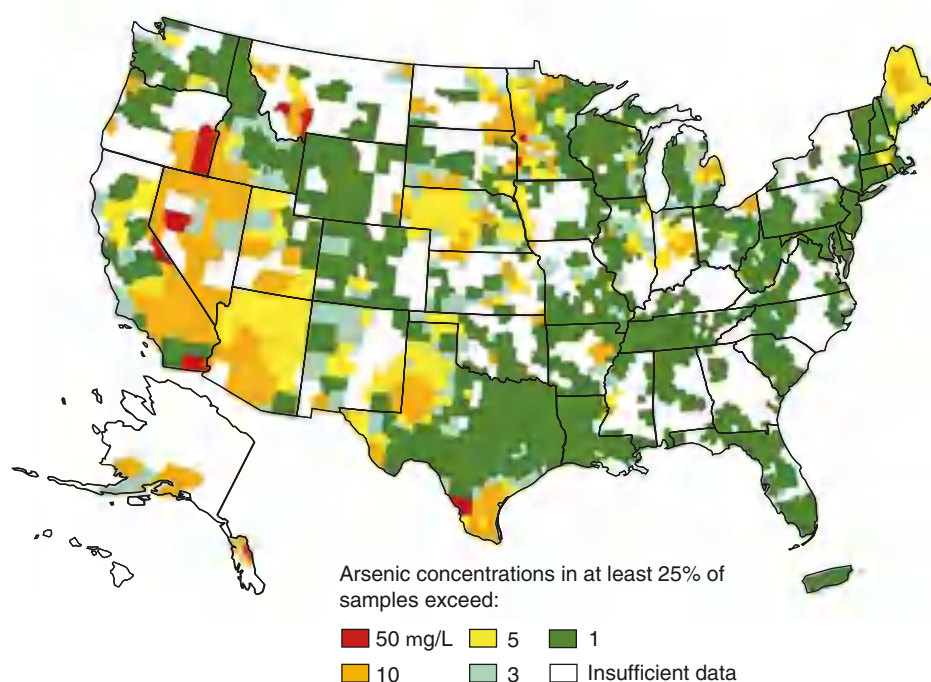 Arsenic concentrations in at least 25% of
samples exceed:
50 mg/L 5 1
10 3 Insufficient data